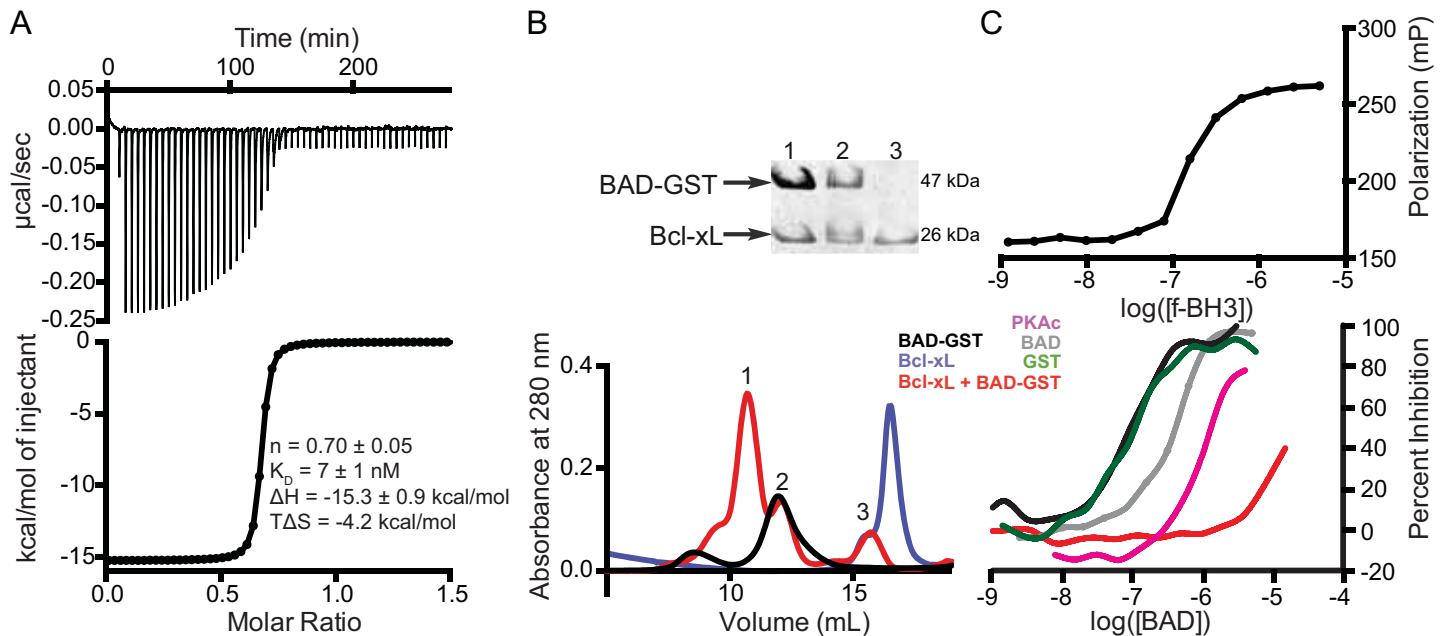 A
Time (min)
0 100 200
0.05
0.00
-0.05
-0.10
-0.15
-0.20
-0.25
µcal/sec
0
-5
-10
-15
kcal/mol of injectant
n = 0.70 ± 0.05
K_D = 7 ± 1 nM
ΔH = -15.3 ± 0.9 kcal/mol
TΔS = -4.2 kcal/mol
0.0 0.5 1.0 1.5
Molar Ratio
B
1 2 3
BAD-GST 47 kDa
Bcl-xL 26 kDa
BAD-GST
Bcl-xL
Bcl-xL + BAD-GST
0.4
0.2
0.0
Absorbance at 280 nm
1
2
3
10 15
Volume (mL)
C
300
250
200
150
Polarization (mP)
-9 -8 -7 -6 -5
log([f-BH3])
PKAc
BAD
GST
100
80
60
40
20
0
-20
Percent Inhibition
-9 -8 -7 -6 -5 -4
log([BAD])